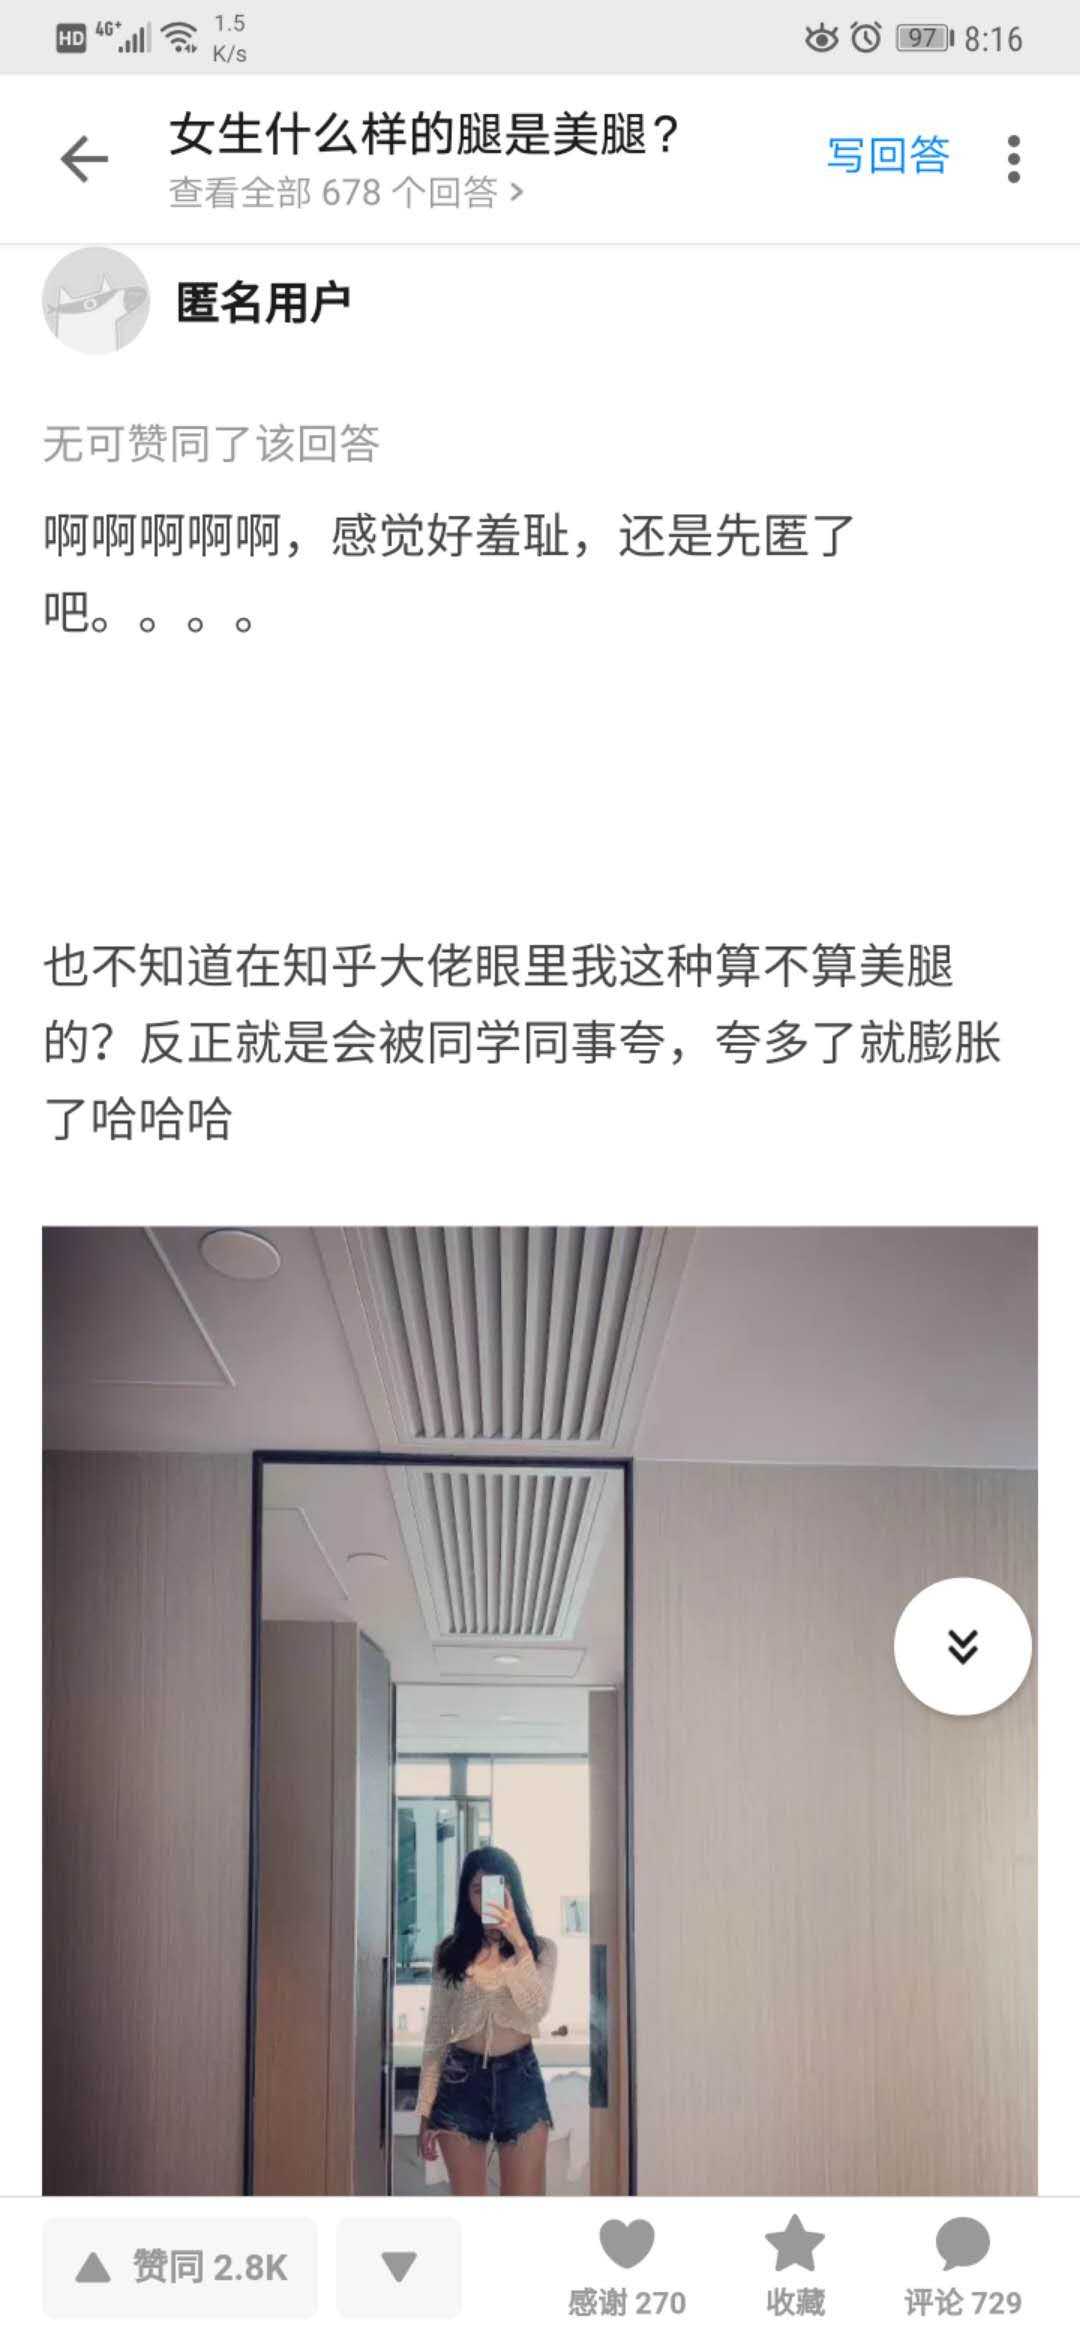 HD 4G+ 1.5 K/s 97 8:16
女生什么样的腿是美腿？
查看全部 678 个回答 >
写回答
匿名用户
无可赞同了该回答
啊啊啊啊啊，感觉好羞耻，还是先匿了
吧。。。。
也不知道在知乎大佬眼里我这种算不算美腿
的？反正就是会被同学同事夸，夸多了就膨胀
了哈哈哈
赞同 2.8K
感谢 270
收藏
评论 729